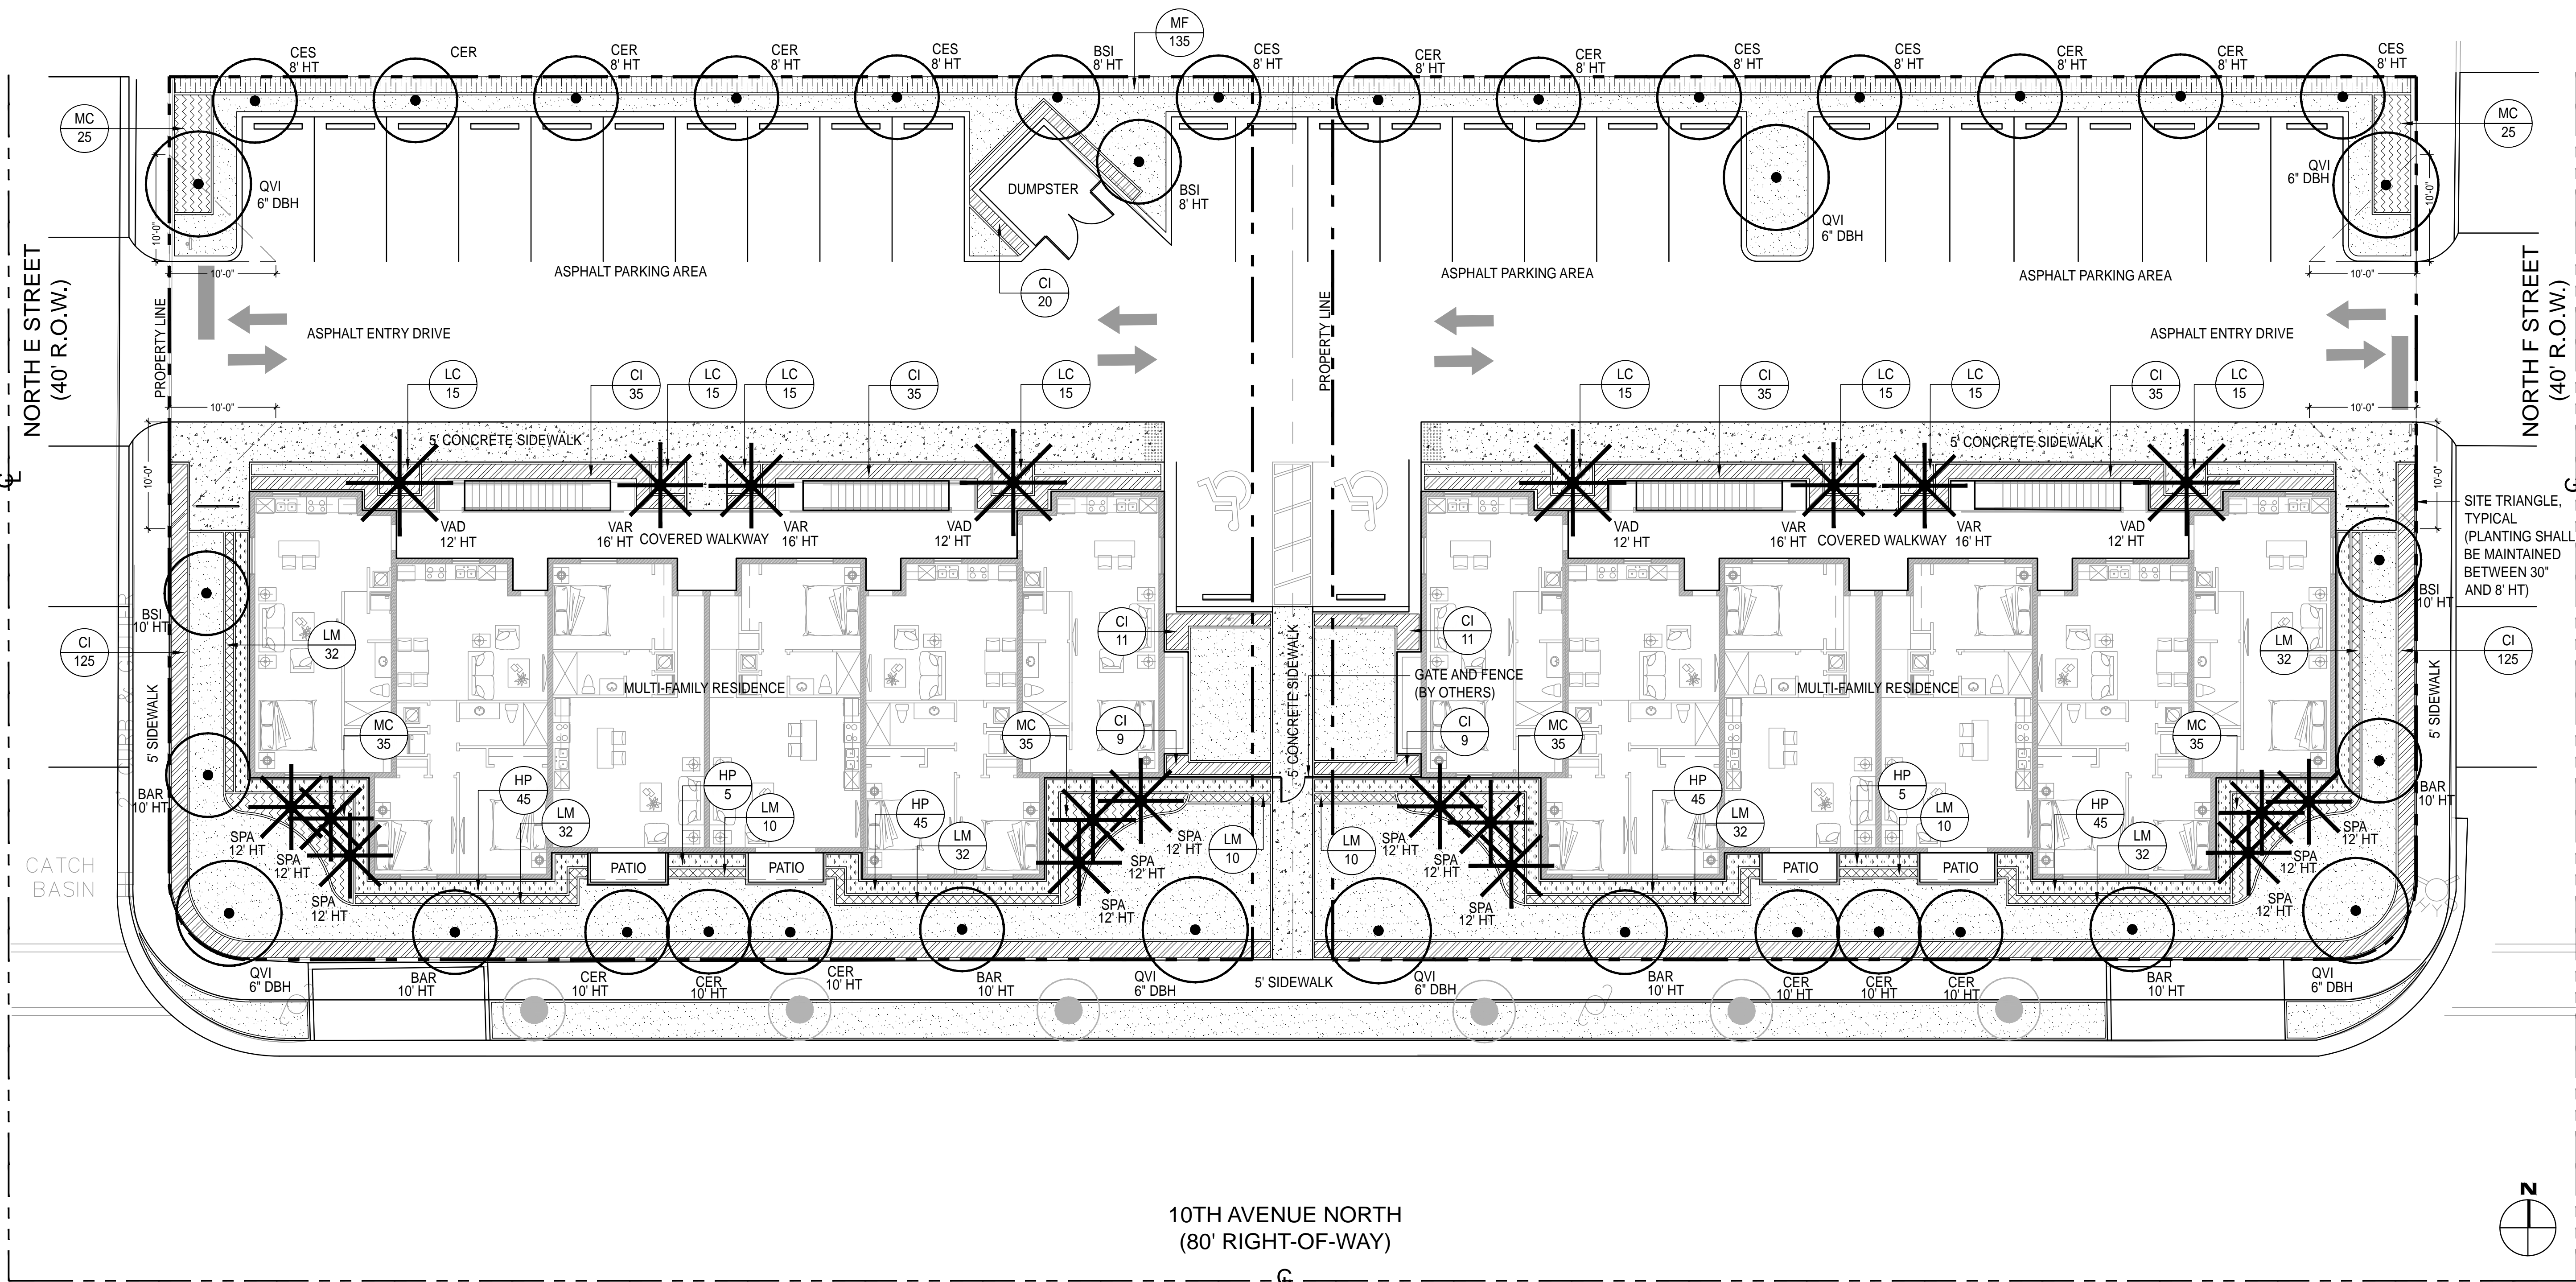 MF
135
CES
8' HT
CER
CER
8' HT
CER
8' HT
CES
8' HT
BSI
8' HT
CES
8' HT
CER
8' HT
CER
8' HT
CES
8' HT
CES
8' HT
CER
8' HT
CER
8' HT
CES
8' HT
MC
25
MC
25
QVI
6" DBH
DUMPSTER
BSI
8' HT
QVI
6" DBH
QVI
6" DBH
10'-0"
10'-0"
10'-0"
10'-0"
CI
20
ASPHALT PARKING AREA
ASPHALT PARKING AREA
ASPHALT PARKING AREA
NORTH E STREET
(40' R.O.W.)
NORTH F STREET
(40' R.O.W.)
PROPERTY LINE
PROPERTY LINE
ASPHALT ENTRY DRIVE
ASPHALT ENTRY DRIVE
LC
15
CI
35
LC
15
LC
15
CI
35
LC
15
LC
15
CI
35
LC
15
LC
15
CI
35
LC
15
10'-0"
10'-0"
10'-0"
10'-0"
5' CONCRETE SIDEWALK
5' CONCRETE SIDEWALK
VAD
12' HT
VAR
16' HT
COVERED WALKWAY
VAR
16' HT
VAD
12' HT
VAD
12' HT
VAR
16' HT
COVERED WALKWAY
VAR
16' HT
VAD
12' HT
SITE TRIANGLE,
TYPICAL
(PLANTING SHALL
BE MAINTAINED
BETWEEN 30"
AND 8' HT)
BSI
10' HT
BSI
10' HT
CI
125
CI
125
LM
32
LM
32
CI
11
CI
11
5' CONCRETE SIDEWALK
GATE AND FENCE
(BY OTHERS)
MULTI-FAMILY RESIDENCE
MULTI-FAMILY RESIDENCE
5' SIDEWALK
5' SIDEWALK
MC
35
MC
35
CI
9
CI
9
MC
35
MC
35
BAR
10' HT
BAR
10' HT
HP
45
LM
32
HP
5
LM
10
HP
45
LM
32
HP
45
LM
32
HP
5
LM
10
HP
45
LM
32
SPA
12' HT
SPA
12' HT
SPA
12' HT
SPA
12' HT
SPA
12' HT
SPA
12' HT
LM
10
LM
10
SPA
12' HT
SPA
12' HT
SPA
12' HT
SPA
12' HT
SPA
12' HT
SPA
12' HT
CATCH
BASIN
PATIO
PATIO
PATIO
PATIO
QVI
6" DBH
BAR
10' HT
CER
10' HT
CER
10' HT
CER
10' HT
BAR
10' HT
QVI
6" DBH
5' SIDEWALK
QVI
6" DBH
BAR
10' HT
CER
10' HT
CER
10' HT
CER
10' HT
BAR
10' HT
QVI
6" DBH
10TH AVENUE NORTH
(80' RIGHT-OF-WAY)
N